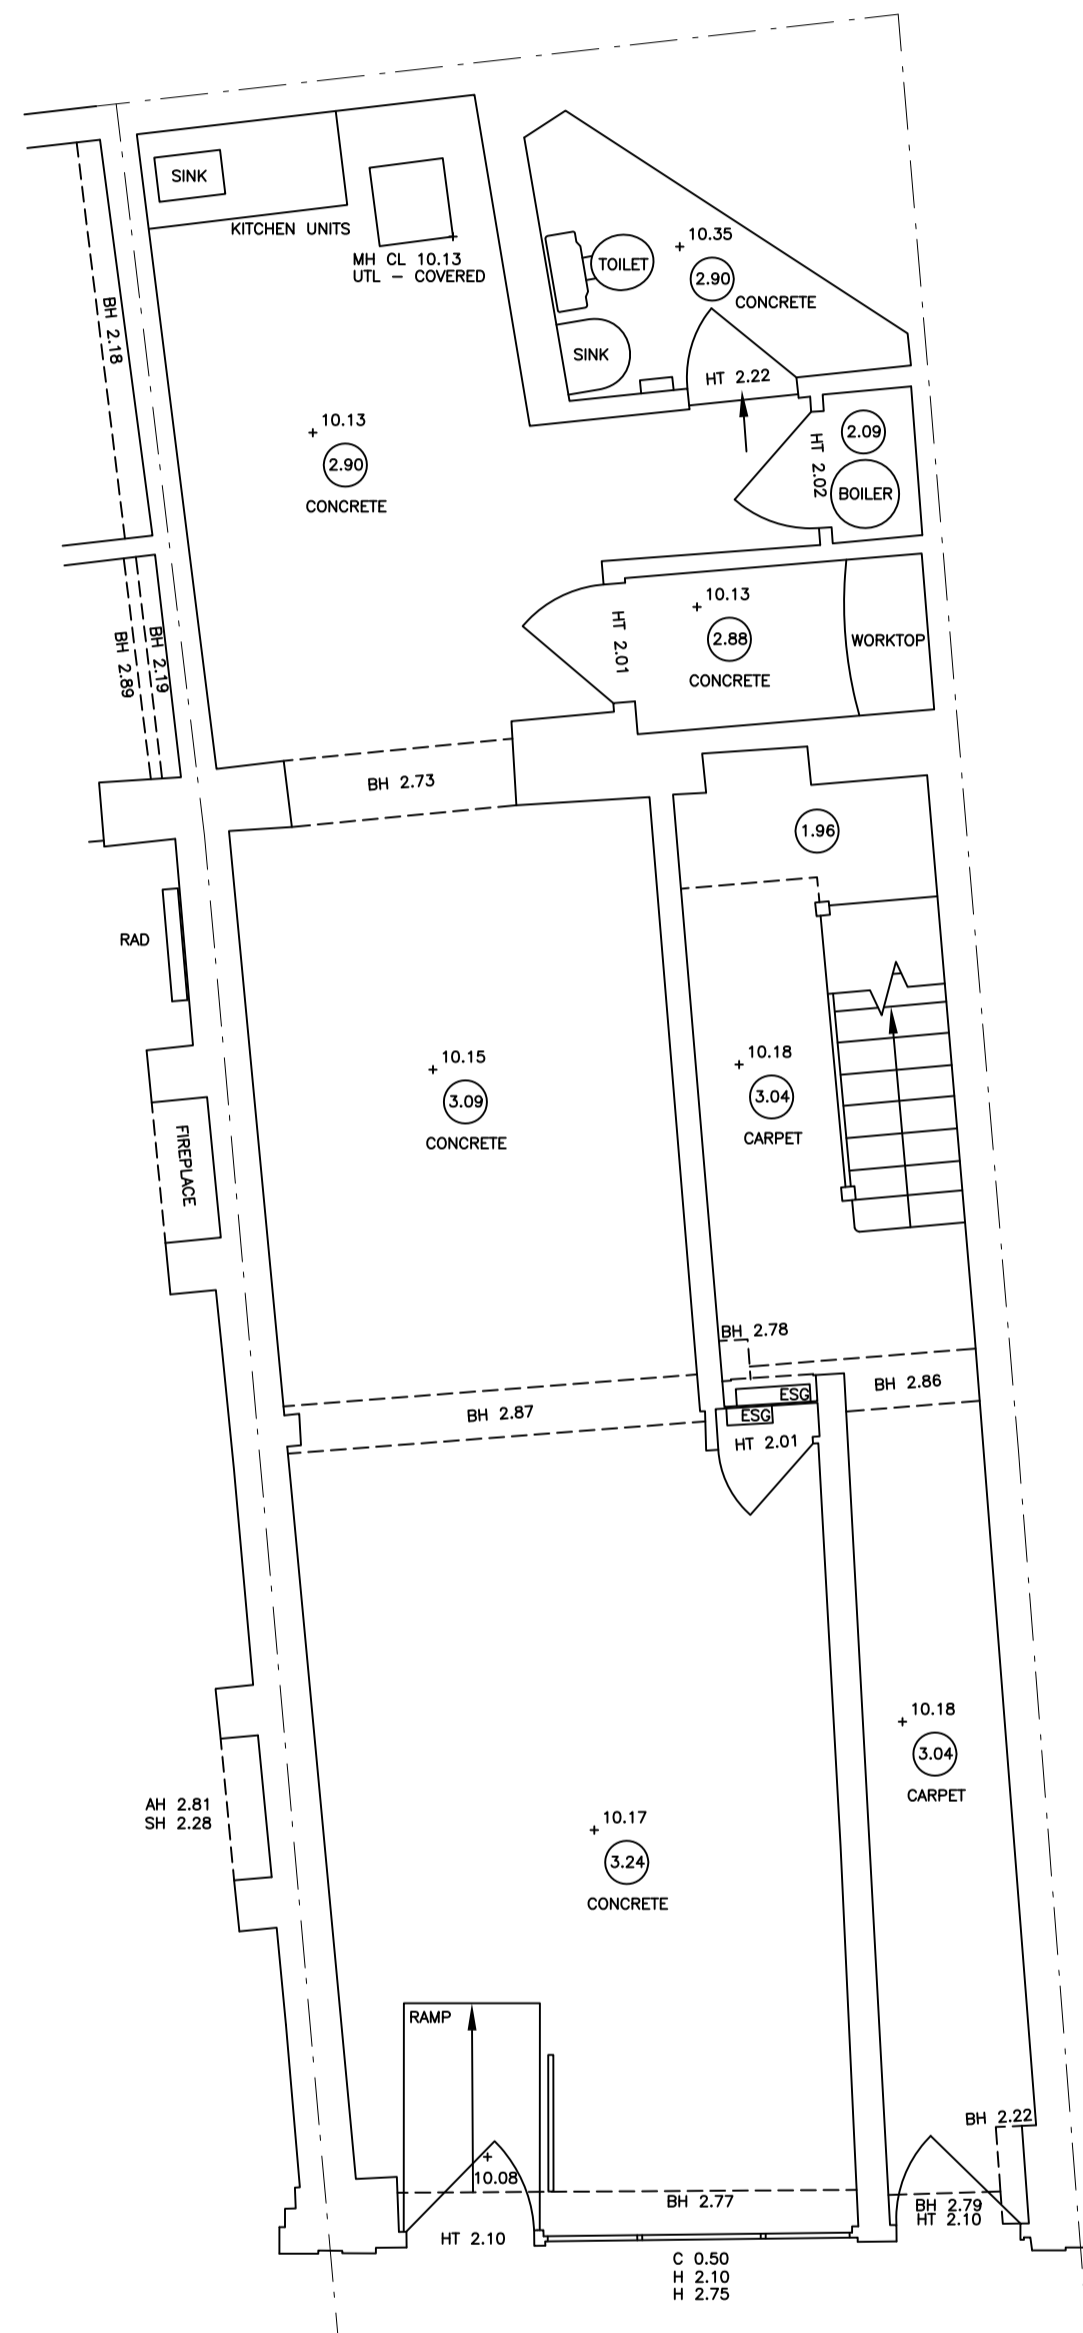 SINK
KITCHEN UNITS
MH CL 10.13
UTL - COVERED
10.35
TOILET
2.90
CONCRETE
SINK
HT 2.22
BH 2.18
10.13
2.90
CONCRETE
2.09
HT 2.02
BOILER
10.13
2.88
CONCRETE
HT 2.01
WORKTOP
BH 2.89
BH 2.19
BH 2.73
1.96
RAD
10.15
3.09
CONCRETE
10.18
3.04
CARPET
FIREPLACE
BH 2.78
BH 2.86
ESG
ESG
BH 2.87
HT 2.01
10.18
3.04
CARPET
AH 2.81
SH 2.28
10.17
3.24
CONCRETE
RAMP
10.08
BH 2.22
BH 2.77
BH 2.79
HT 2.10
HT 2.10
C 0.50
H 2.10
H 2.75